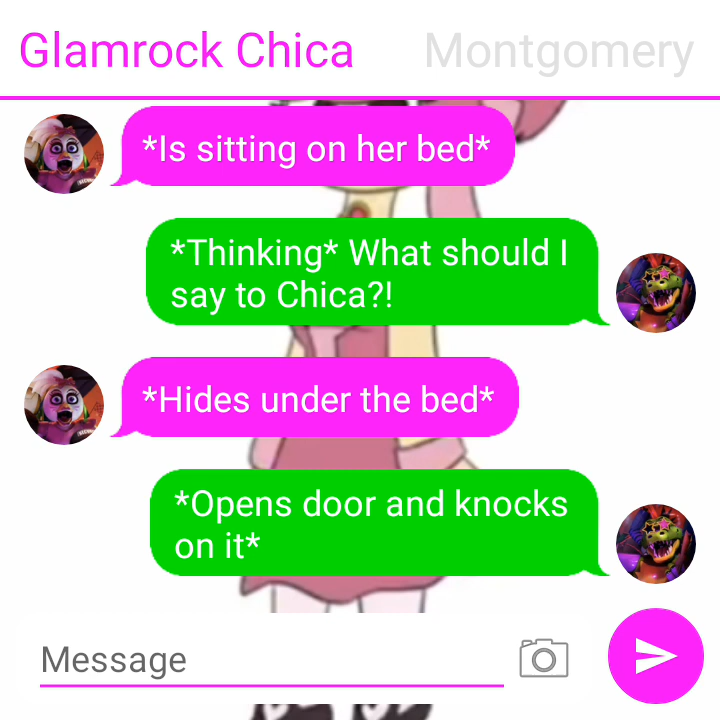 Glamrock Chica
Montgomery
*Is sitting on her bed*
*Thinking* What should I
say to Chica?!
*Hides under the bed*
*Opens door and knocks
on it*
Message